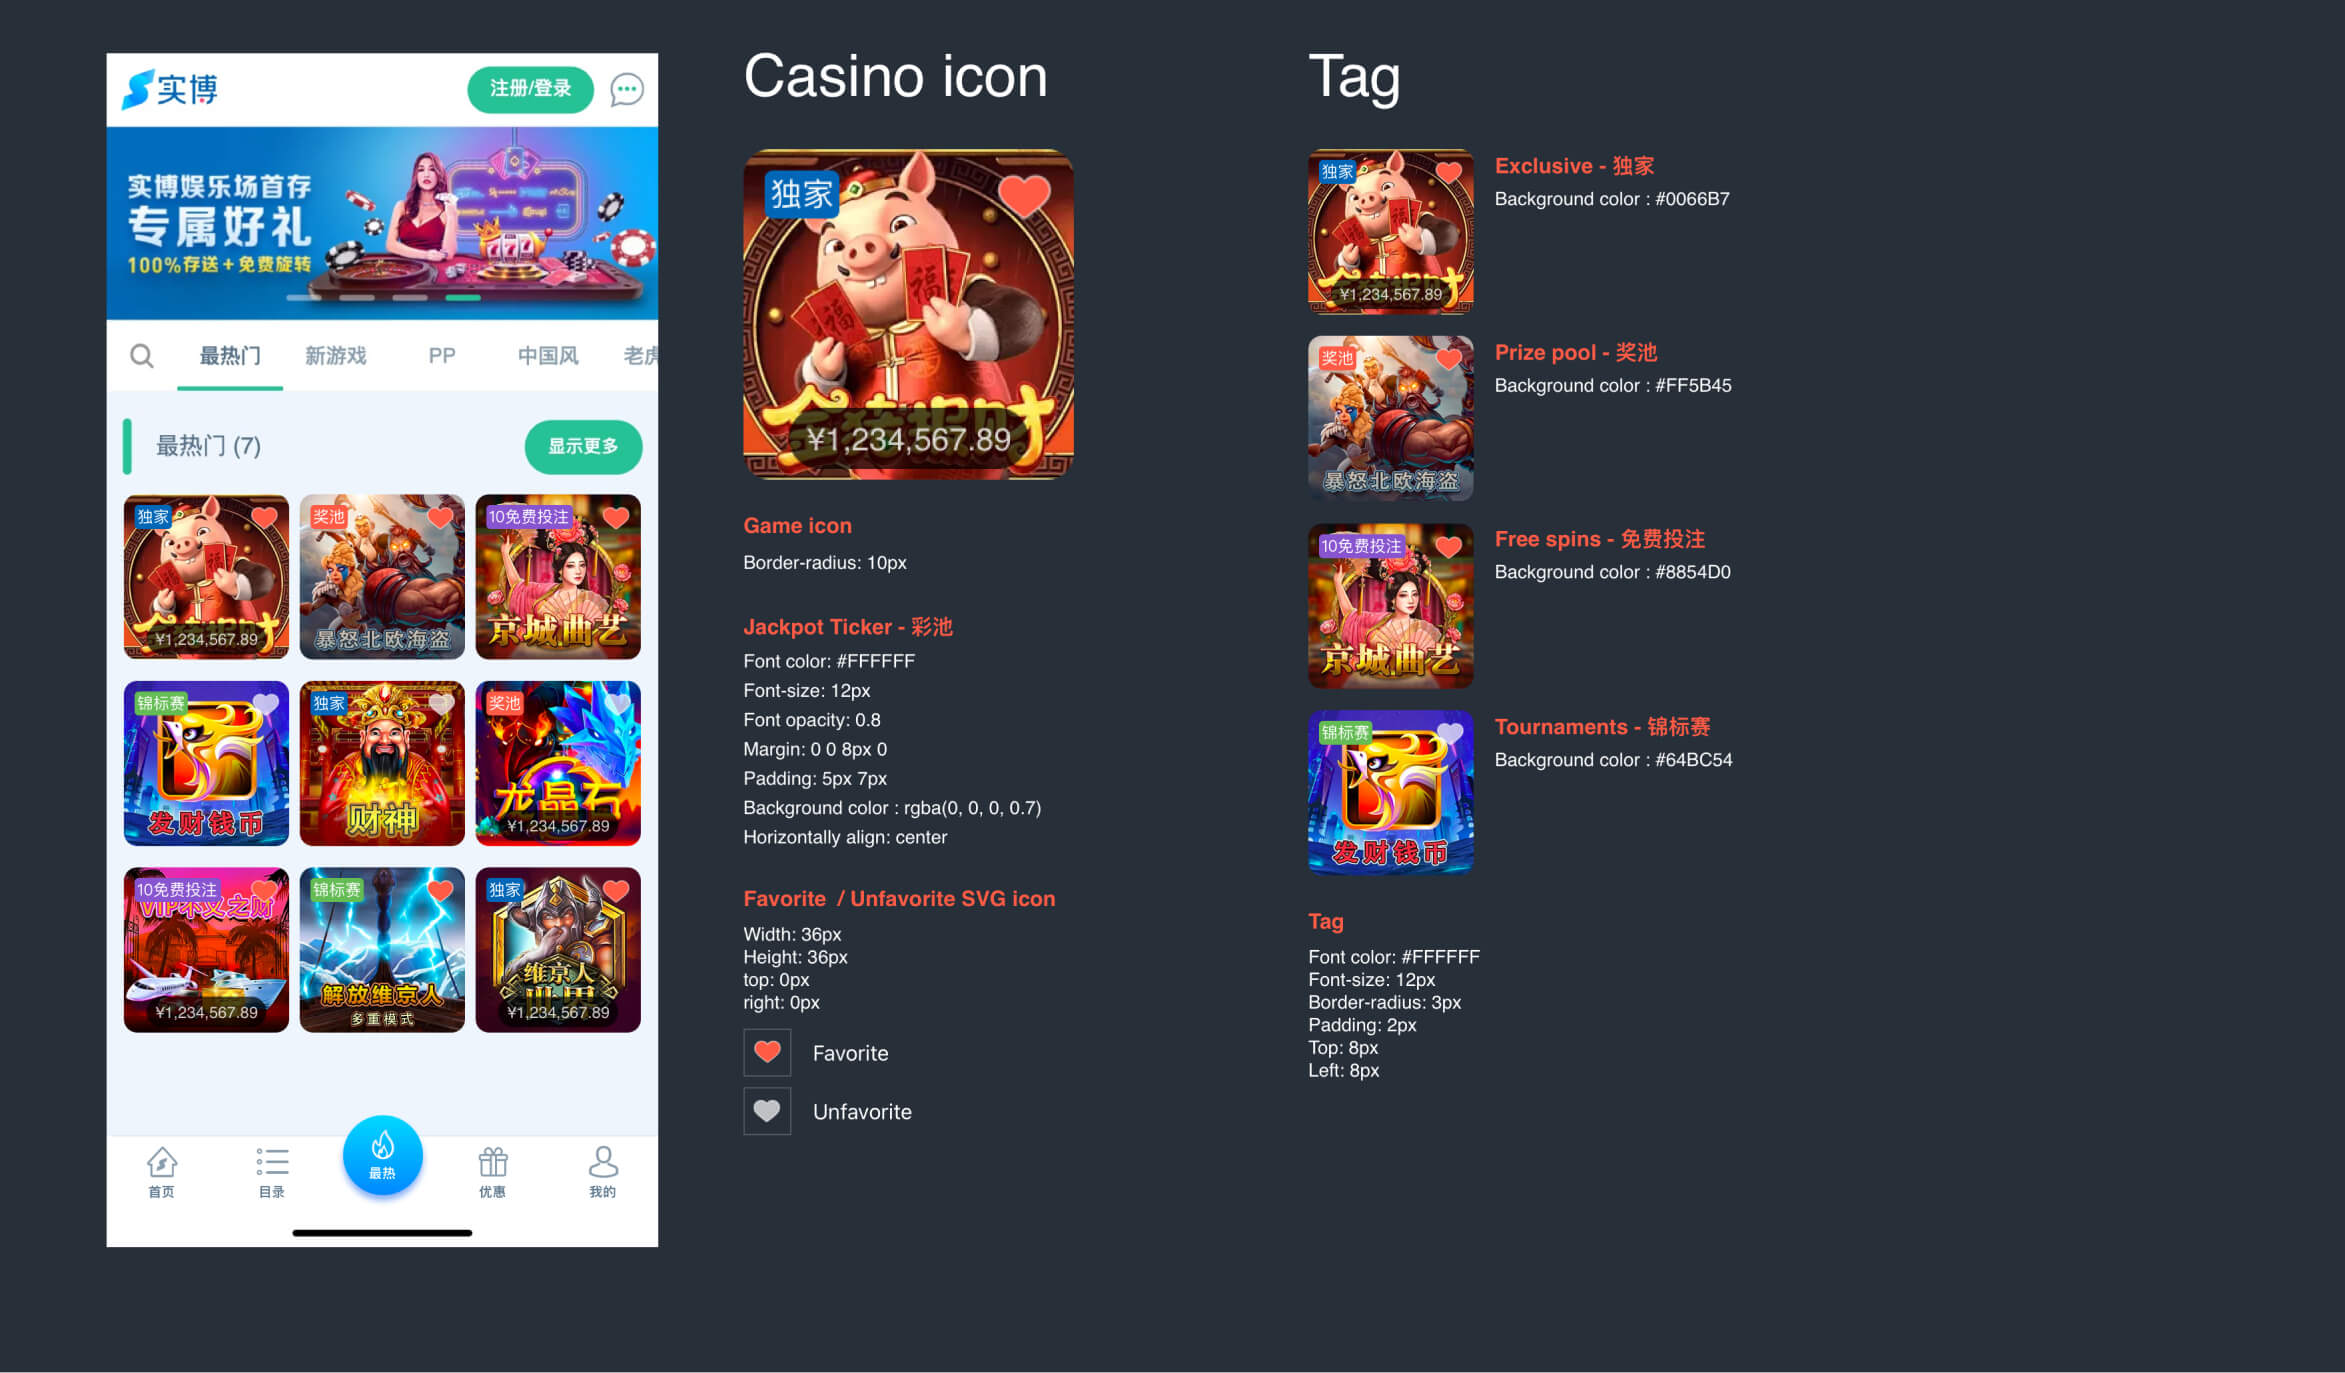 实博
注册/登录
实博娱乐场首存
专属好礼
100%存送+免费旋转
最热门
新游戏
PP
中国风
老虎
最热门 (7)
显示更多
独家
¥1,234,567.89
奖池
暴怒北欧海盗
10免费投注
京城曲艺
锦标赛
发财钱币
独家
财神
奖池
龙晶石
¥1,234,567.89
10免费投注
VIP不义之财
¥1,234,567.89
锦标赛
解放维京人
多重模式
独家
维京人
世界
¥1,234,567.89
首页
目录
最热
优惠
我的
Casino icon
独家
福
福
¥1,234,567.89
Game icon
Border-radius: 10px
Jackpot Ticker - 彩池
Font color: #FFFFFF
Font-size: 12px
Font opacity: 0.8
Margin: 0 0 8px 0
Padding: 5px 7px
Background color : rgba(0, 0, 0, 0.7)
Horizontally align: center
Favorite / Unfavorite SVG icon
Width: 36px
Height: 36px
top: 0px
right: 0px
Favorite
Unfavorite
Tag
独家
¥1,234,567.89
Exclusive - 独家
Background color : #0066B7
奖池
暴怒北欧海盗
Prize pool - 奖池
Background color : #FF5B45
10免费投注
京城曲艺
Free spins - 免费投注
Background color : #8854D0
锦标赛
发财钱币
Tournaments - 锦标赛
Background color : #64BC54
Tag
Font color: #FFFFFF
Font-size: 12px
Border-radius: 3px
Padding: 2px
Top: 8px
Left: 8px